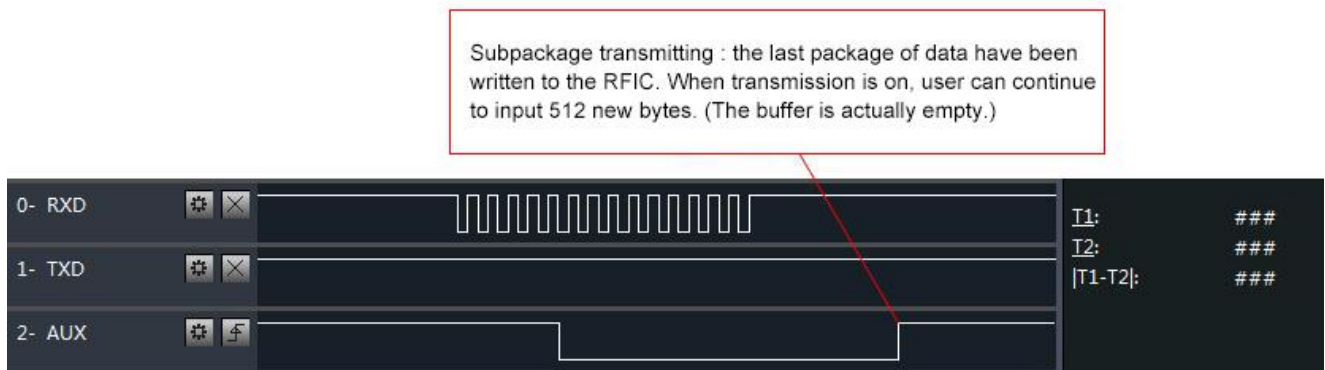 Subpackage transmitting : the last package of data have been
written to the RFIC. When transmission is on, user can continue
to input 512 new bytes. (The buffer is actually empty.)
0- RXD
T1: ###
1- TXD
T2: ###
|T1-T2|: ###
2- AUX